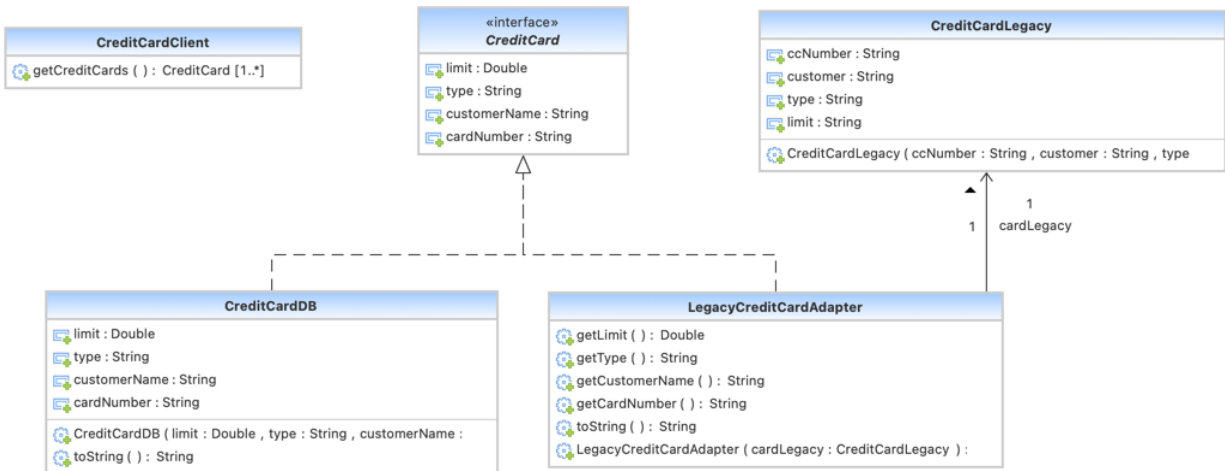 CreditCardClient
getCreditCards ( ) : CreditCard [1..*]
«interface»
CreditCard
limit : Double
type : String
customerName : String
cardNumber : String
CreditCardLegacy
ccNumber : String
customer : String
type : String
limit : String
CreditCardLegacy ( ccNumber : String , customer : String , type
1
1
cardLegacy
CreditCardDB
limit : Double
type : String
customerName : String
cardNumber : String
CreditCardDB ( limit : Double , type : String , customerName :
toString ( ) : String
LegacyCreditCardAdapter
getLimit ( ) : Double
getType ( ) : String
getCustomerName ( ) : String
getCardNumber ( ) : String
toString ( ) : String
LegacyCreditCardAdapter ( cardLegacy : CreditCardLegacy ) :